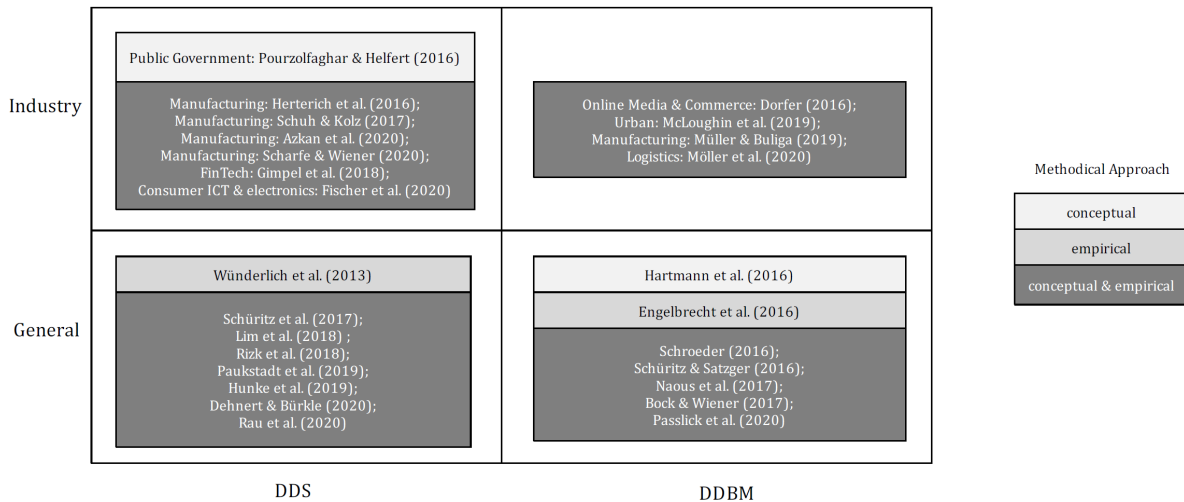 Public Government: Pourzolfaghar & Helfert (2016)
Industry
Manufacturing: Herterich et al. (2016);
Manufacturing: Schuh & Kolz (2017);
Manufacturing: Azkan et al. (2020);
Manufacturing: Scharfe & Wiener (2020);
FinTech: Gimpel et al. (2018);
Consumer ICT & electronics: Fischer et al. (2020)
Online Media & Commerce: Dorfer (2016);
Urban: McLoughin et al. (2019);
Manufacturing: Müller & Buliga (2019);
Logistics: Möller et al. (2020)
General
Wünderlich et al. (2013)
Schüritz et al. (2017);
Lim et al. (2018) ;
Rizk et al. (2018);
Paukstadt et al. (2019);
Hunke et al. (2019);
Dehnert & Bürkle (2020);
Rau et al. (2020)
Hartmann et al. (2016)
Engelbrecht et al. (2016)
Schroeder (2016);
Schüritz & Satzger (2016);
Naous et al. (2017);
Bock & Wiener (2017);
Passlick et al. (2020)
DDS
DDBM
Methodical Approach
conceptual
empirical
conceptual & empirical